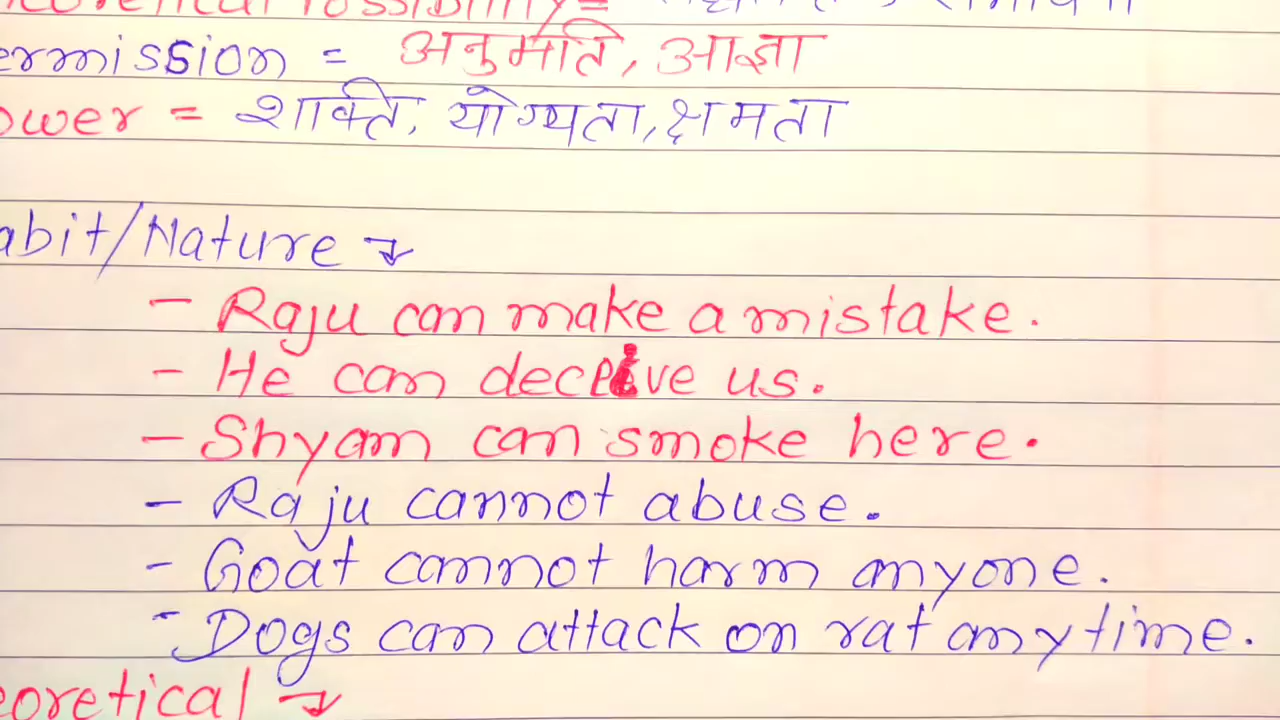 Possibility =
ermission = अनुमति, आज्ञा
ower = शक्ति, योग्यता, क्षमता
abit/Nature
- Raju can make a mistake.
- He can deceive us.
- Shyam can smoke here.
- Raju cannot abuse.
- Goat cannot harm anyone.
- Dogs can attack on rat anytime.
eoretical